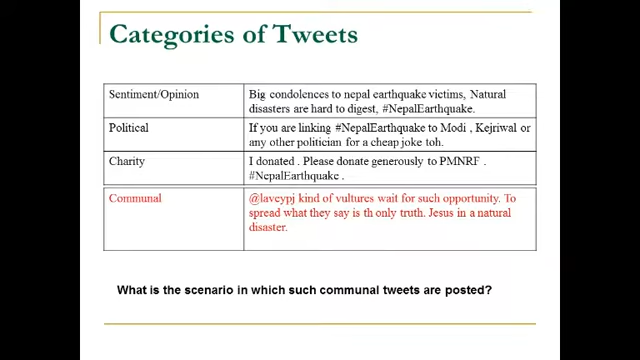 Categories of Tweets
Sentiment/Opinion
Big condolences to nepal earthquake victims, Natural
disasters are hard to digest, #NepalEarthquake.
Political
If you are linking #NepalEarthquake to Modi , Kejriwal or
any other politician for a cheap joke toh.
Charity
I donated . Please donate generously to PMNRF .
#NepalEarthquake .
Communal
@laveypj kind of vultures wait for such opportunity. To
spread what they say is th only truth. Jesus in a natural
disaster.
What is the scenario in which such communal tweets are posted?